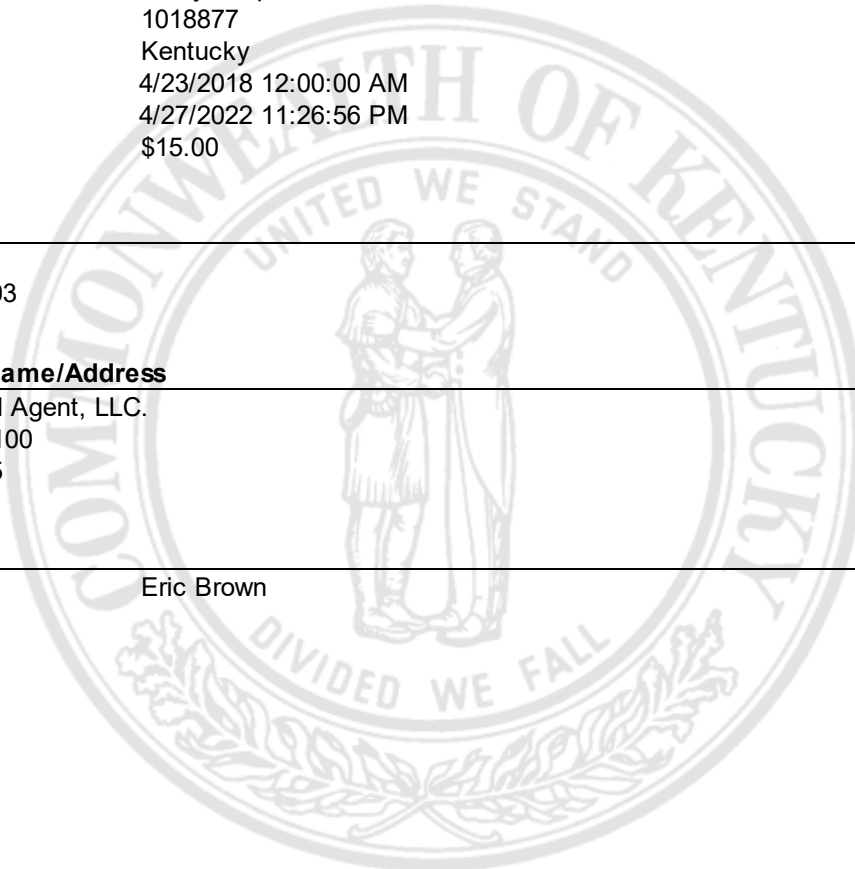 1018877
Kentucky
4/23/2018 12:00:00 AM
4/27/2022 11:26:56 PM
$15.00
03
ame/Address
Agent, LLC.
100
Eric Brown
COMMONWEALTH OF KENTUCKY
UNITED WE STAND
DIVIDED WE FALL